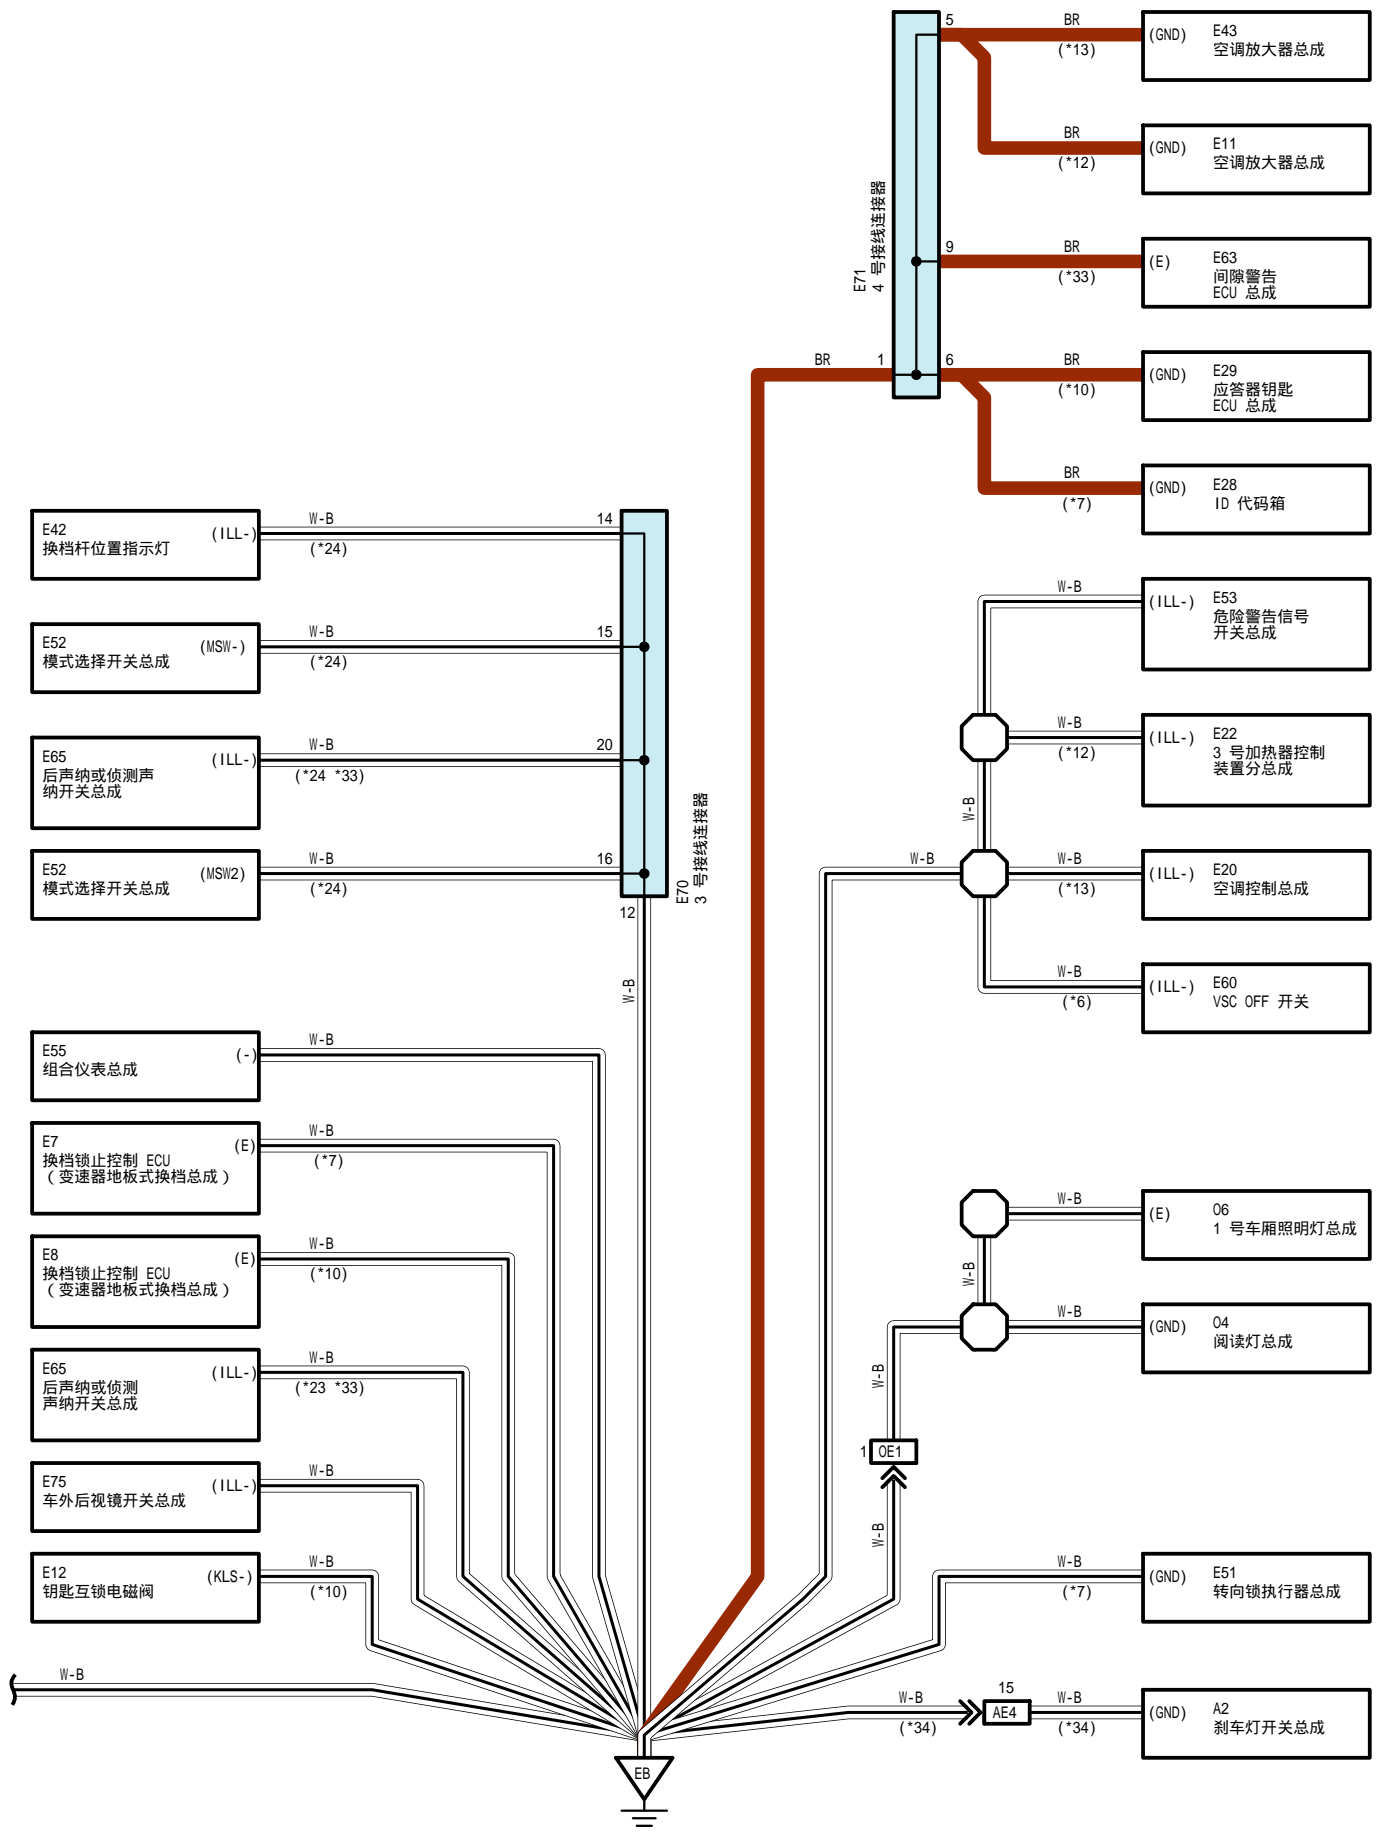 5
BR
(*13)
(GND)
E43
空调放大器总成
BR
(*12)
(GND)
E11
空调放大器总成
9
BR
(*33)
(E)
E63
间隙警告
ECU 总成
E71
4 号接线连接器
BR
1
6
BR
(*10)
(GND)
E29
应答器钥匙
ECU 总成
BR
(*7)
(GND)
E28
ID 代码箱
E42
换档杆位置指示灯
(ILL-)
W-B
(*24)
14
E52
模式选择开关总成
(MSW-)
W-B
(*24)
15
E65
后声纳或侦测声
纳开关总成
(ILL-)
W-B
(*24 *33)
20
E52
模式选择开关总成
(MSW2)
W-B
(*24)
16
E70
3 号接线连接器
12
W-B
W-B
(ILL-)
E53
危险警告信号
开关总成
W-B
(*12)
(ILL-)
E22
3 号加热器控制
装置分总成
W-B
W-B
W-B
(*13)
(ILL-)
E20
空调控制总成
W-B
(*6)
(ILL-)
E60
VSC OFF 开关
E55
组合仪表总成
(-)
W-B
E7
换档锁止控制 ECU
(变速器地板式换档总成)
(E)
W-B
(*7)
E8
换档锁止控制 ECU
(变速器地板式换档总成)
(E)
W-B
(*10)
E65
后声纳或侦测
声纳开关总成
(ILL-)
W-B
(*23 *33)
E75
车外后视镜开关总成
(ILL-)
W-B
E12
钥匙互锁电磁阀
(KLS-)
W-B
(*10)
W-B
W-B
(E)
O6
1 号车厢照明灯总成
W-B
W-B
(GND)
O4
阅读灯总成
W-B
1
OE1
W-B
W-B
(*7)
(GND)
E51
转向锁执行器总成
W-B
(*34)
15
AE4
W-B
(*34)
(GND)
A2
刹车灯开关总成
EB